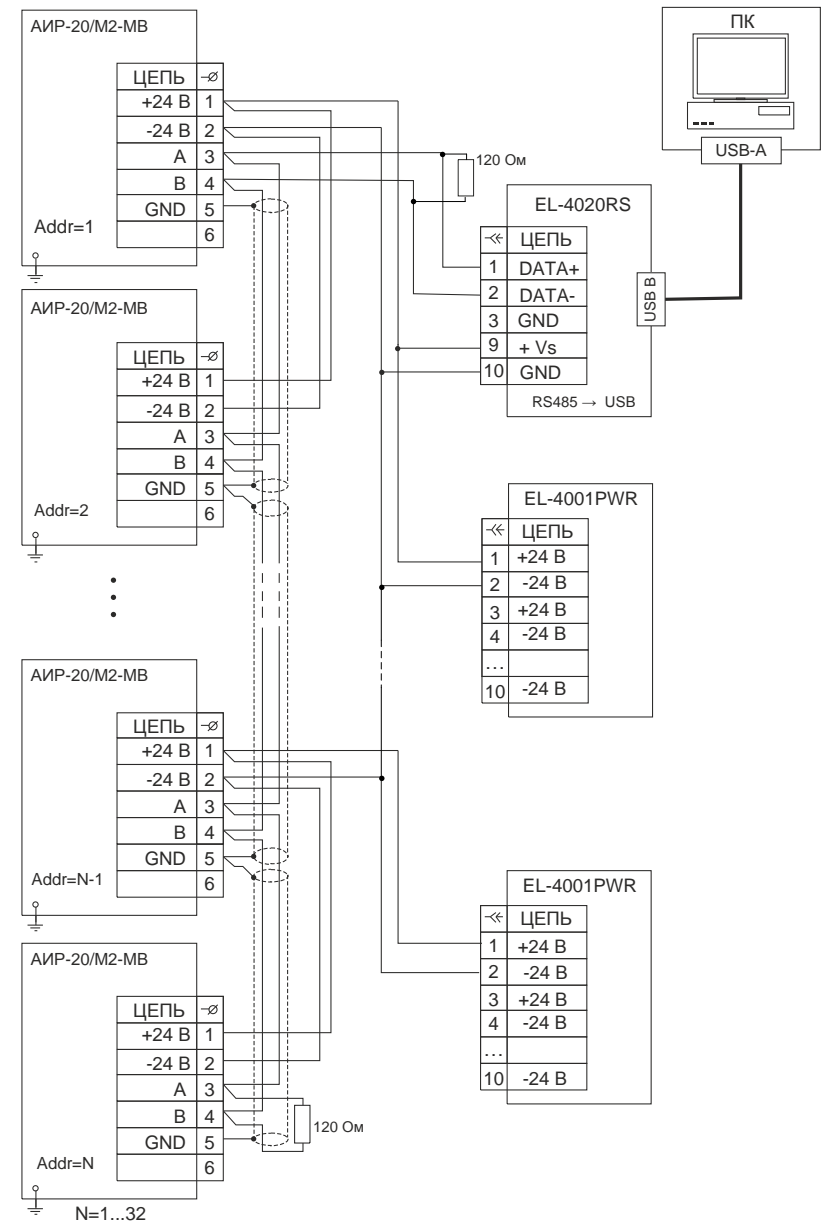 АИР-20/М2-МВ
ЦЕПЬ
+24 В 1
-24 В 2
A 3
B 4
GND 5
6
Addr=1
АИР-20/М2-МВ
ЦЕПЬ
+24 В 1
-24 В 2
A 3
B 4
GND 5
6
Addr=2
АИР-20/М2-МВ
ЦЕПЬ
+24 В 1
-24 В 2
A 3
B 4
GND 5
6
Addr=N-1
АИР-20/М2-МВ
ЦЕПЬ
+24 В 1
-24 В 2
A 3
B 4
GND 5
6
Addr=N
N=1...32
120 Ом
120 Ом
ПК
USB-A
EL-4020RS
ЦЕПЬ
1 DATA+
2 DATA-
3 GND
9 + Vs
10 GND
USB B
RS485 → USB
EL-4001PWR
ЦЕПЬ
1 +24 В
2 -24 В
3 +24 В
4 -24 В
...
10 -24 В
EL-4001PWR
ЦЕПЬ
1 +24 В
2 -24 В
3 +24 В
4 -24 В
...
10 -24 В